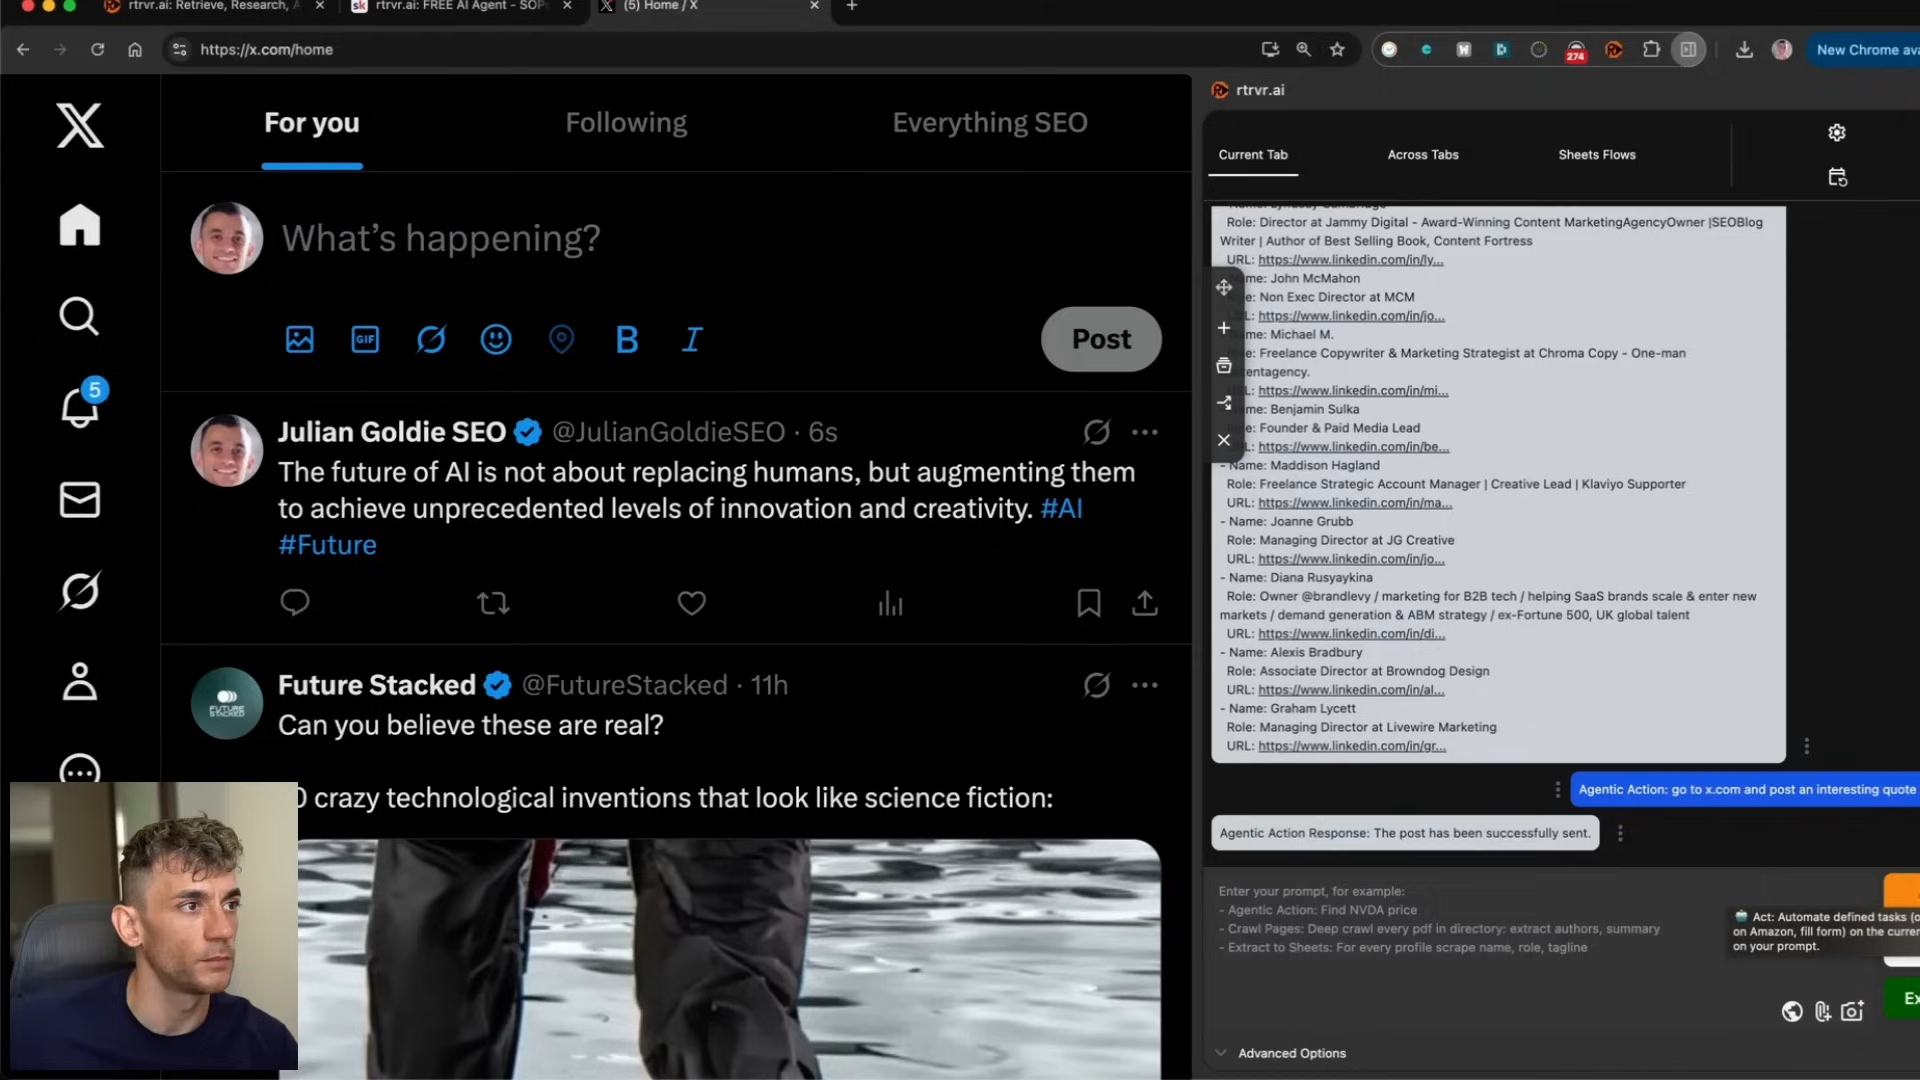 rtrvr.ai: Retrieve, Research, A
sk
rtrvr.ai: FREE AI Agent - SOP
(5) Home / X
https://x.com/home
274
New Chrome ava
For you
Following
Everything SEO
What's happening?
GIF
B
I
Post
5
Julian Goldie SEO @JulianGoldieSEO · 6s
The future of AI is not about replacing humans, but augmenting them
to achieve unprecedented levels of innovation and creativity. #AI
#Future
Future Stacked @FutureStacked · 11h
FUTURE
STACKED
Can you believe these are real?
0 crazy technological inventions that look like science fiction:
rtrvr.ai
Current Tab
Across Tabs
Sheets Flows
Role: Director at Jammy Digital - Award-Winning Content MarketingAgencyOwner |SEOBlog
Writer | Author of Best Selling Book, Content Fortress
URL: https://www.linkedin.com/in/ly...
me: John McMahon
e: Non Exec Director at MCM
https://www.linkedin.com/in/jo...
me: Michael M.
e: Freelance Copywriter & Marketing Strategist at Chroma Copy - One-man
rentagency.
https://www.linkedin.com/in/mi...
me: Benjamin Sulka
e: Founder & Paid Media Lead
https://www.linkedin.com/in/be...
- Name: Maddison Hagland
Role: Freelance Strategic Account Manager | Creative Lead | Klaviyo Supporter
URL: https://www.linkedin.com/in/ma...
- Name: Joanne Grubb
Role: Managing Director at JG Creative
URL: https://www.linkedin.com/in/jo...
- Name: Diana Rusyaykina
Role: Owner @brandlevy / marketing for B2B tech / helping SaaS brands scale & enter new
markets / demand generation & ABM strategy / ex-Fortune 500, UK global talent
URL: https://www.linkedin.com/in/di...
- Name: Alexis Bradbury
Role: Associate Director at Browndog Design
URL: https://www.linkedin.com/in/al...
- Name: Graham Lycett
Role: Managing Director at Livewire Marketing
URL: https://www.linkedin.com/in/gr...
Agentic Action: go to x.com and post an interesting quote
Agentic Action Response: The post has been successfully sent.
Enter your prompt, for example:
- Agentic Action: Find NVDA price
- Crawl Pages: Deep crawl every pdf in directory: extract authors, summary
- Extract to Sheets: For every profile scrape name, role, tagline
Act: Automate defined tasks (o
on Amazon, fill form) on the curre
on your prompt.
Ex
Advanced Options